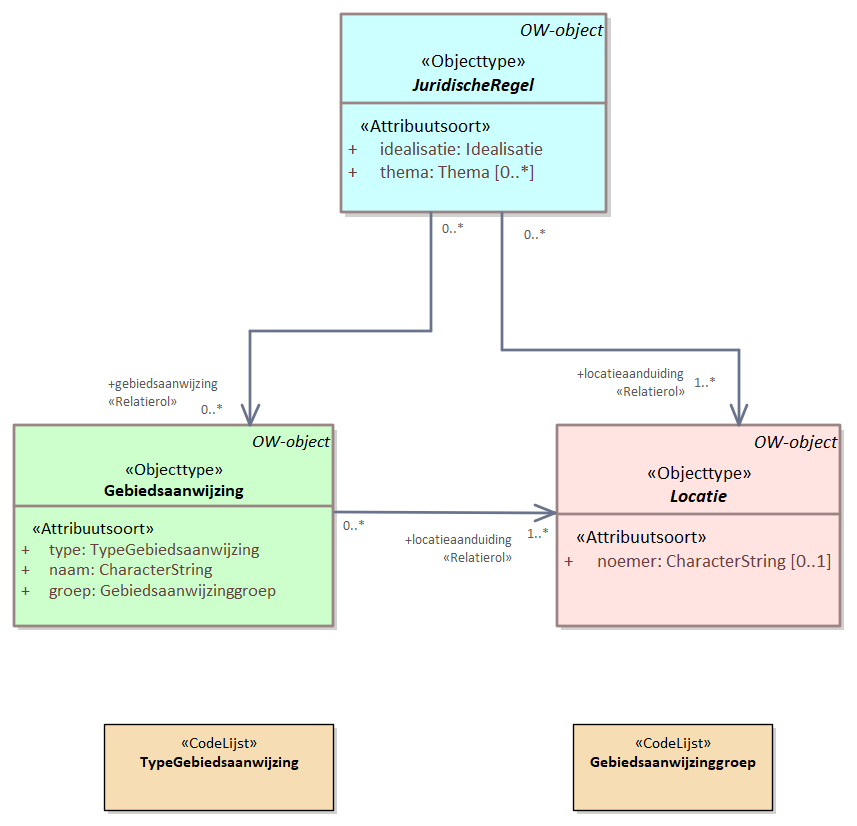 OW-object
«Objecttype»
JuridischeRegel
«Attribuutsoort»
+ idealisatie: Idealisatie
+ thema: Thema [0..*]
0..*
0..*
+gebiedsaanwijzing
«Relatierol»
0..*
+locatieaanduiding
«Relatierol»
1..*
OW-object
«Objecttype»
Gebiedsaanwijzing
«Attribuutsoort»
+ type: TypeGebiedsaanwijzing
+ naam: CharacterString
+ groep: Gebiedsaanwijzinggroep
0..*
+locatieaanduiding
«Relatierol»
1..*
OW-object
«Objecttype»
Locatie
«Attribuutsoort»
+ noemer: CharacterString [0..1]
«CodeLijst»
TypeGebiedsaanwijzing
«CodeLijst»
Gebiedsaanwijzinggroep